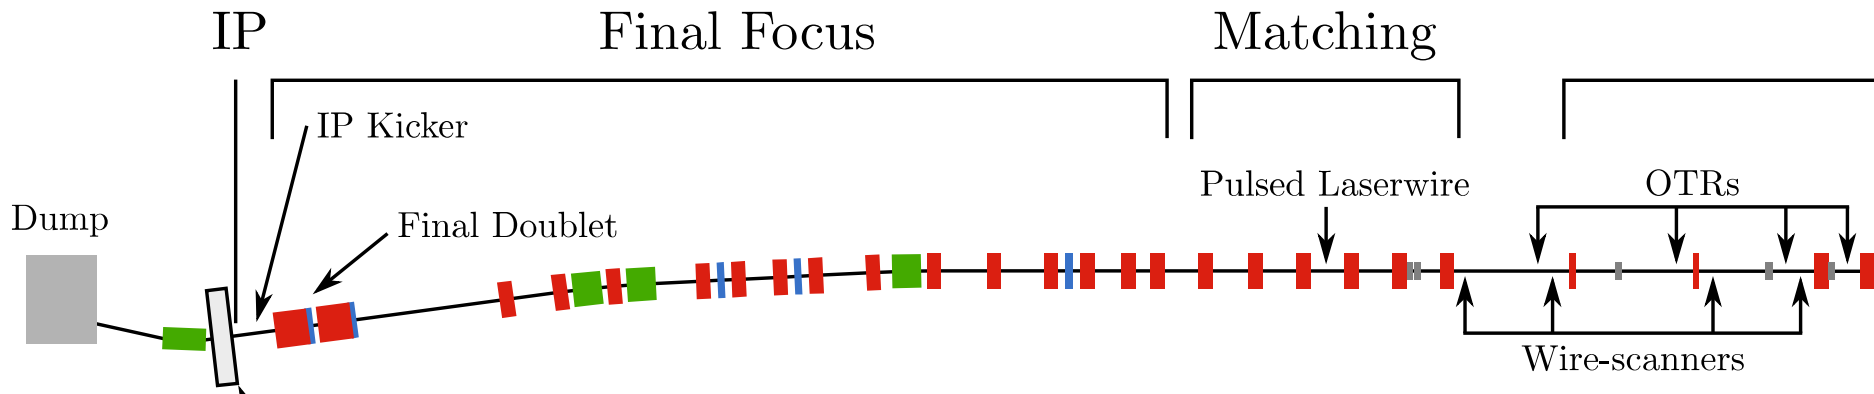 IP
Final Focus
Matching
IP Kicker
Pulsed Laserwire
OTRs
Dump
Final Doublet
Wire-scanners